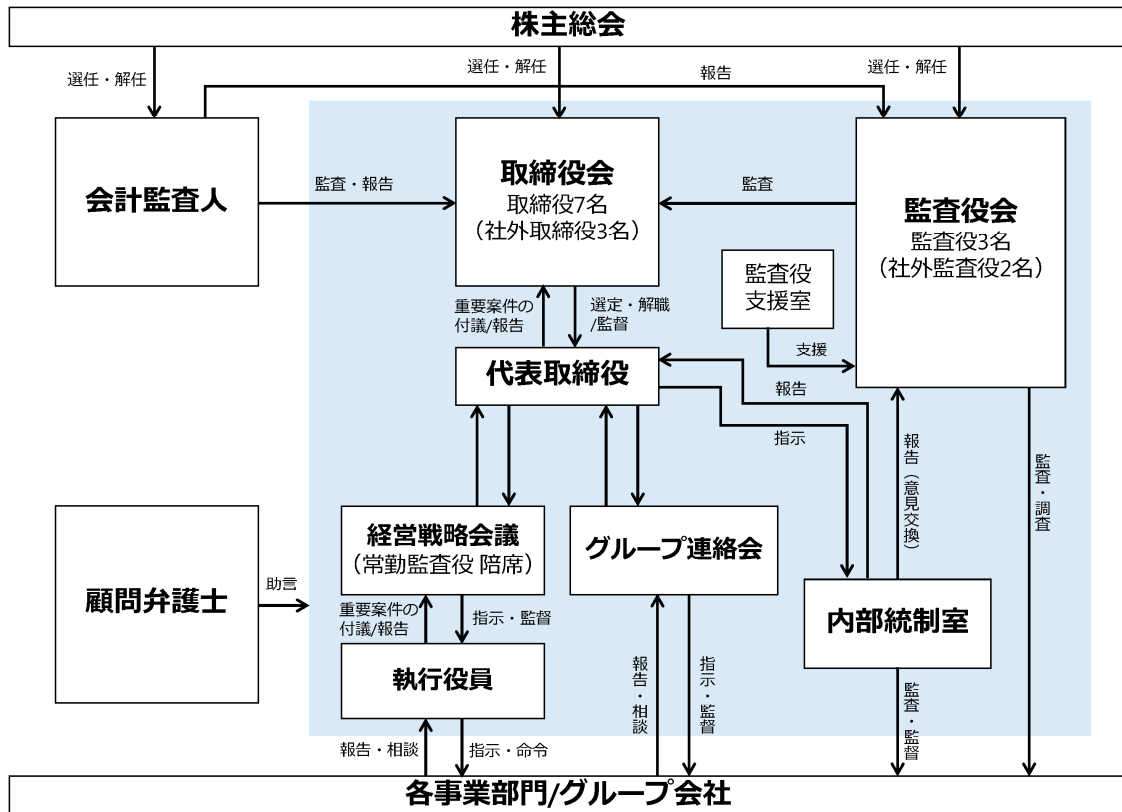 株主総会
選任・解任
選任・解任
報告
選任・解任
会計監査人
監査・報告
取締役会
取締役7名
（社外取締役3名）
監査
監査役会
監査役3名
（社外監査役2名）
監査役
支援室
支援
重要案件の
付議/報告
選定・解職
/監督
代表取締役
報告
指示
報告（意見交換）
監査・調査
経営戦略会議
（常勤監査役 陪席）
グループ連絡会
顧問弁護士
助言
内部統制室
重要案件の
付議/報告
指示・監督
執行役員
報告・相談
指示・監督
監査・監督
報告・相談
指示・命令
各事業部門/グループ会社